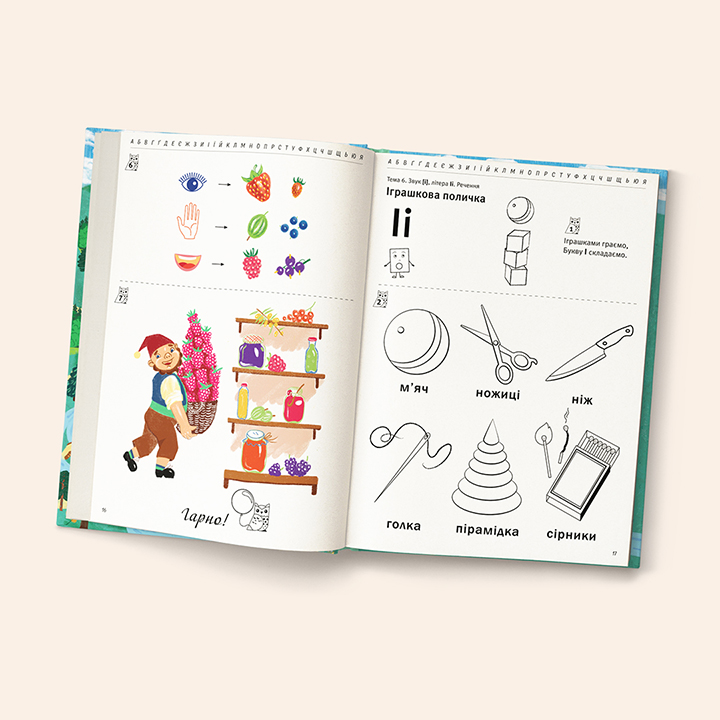 А Б В Г Ґ Д Е Є Ж З И І Ї Й К Л М Н О П Р С Т У Ф Х Ц Ч Ш Щ Ь Ю Я
6
7
Гарно!
16
А Б В Г Ґ Д Е Є Ж З И І Ї Й К Л М Н О П Р С Т У Ф Х Ц Ч Ш Щ Ь Ю Я
Тема 6. Звук [і], літера Іі. Речення
Іграшкова поличка
Іі
1
Іграшками граємо,
Букву І складаємо.
2
м'яч
ножиці
ніж
голка
пірамідка
сірники
17